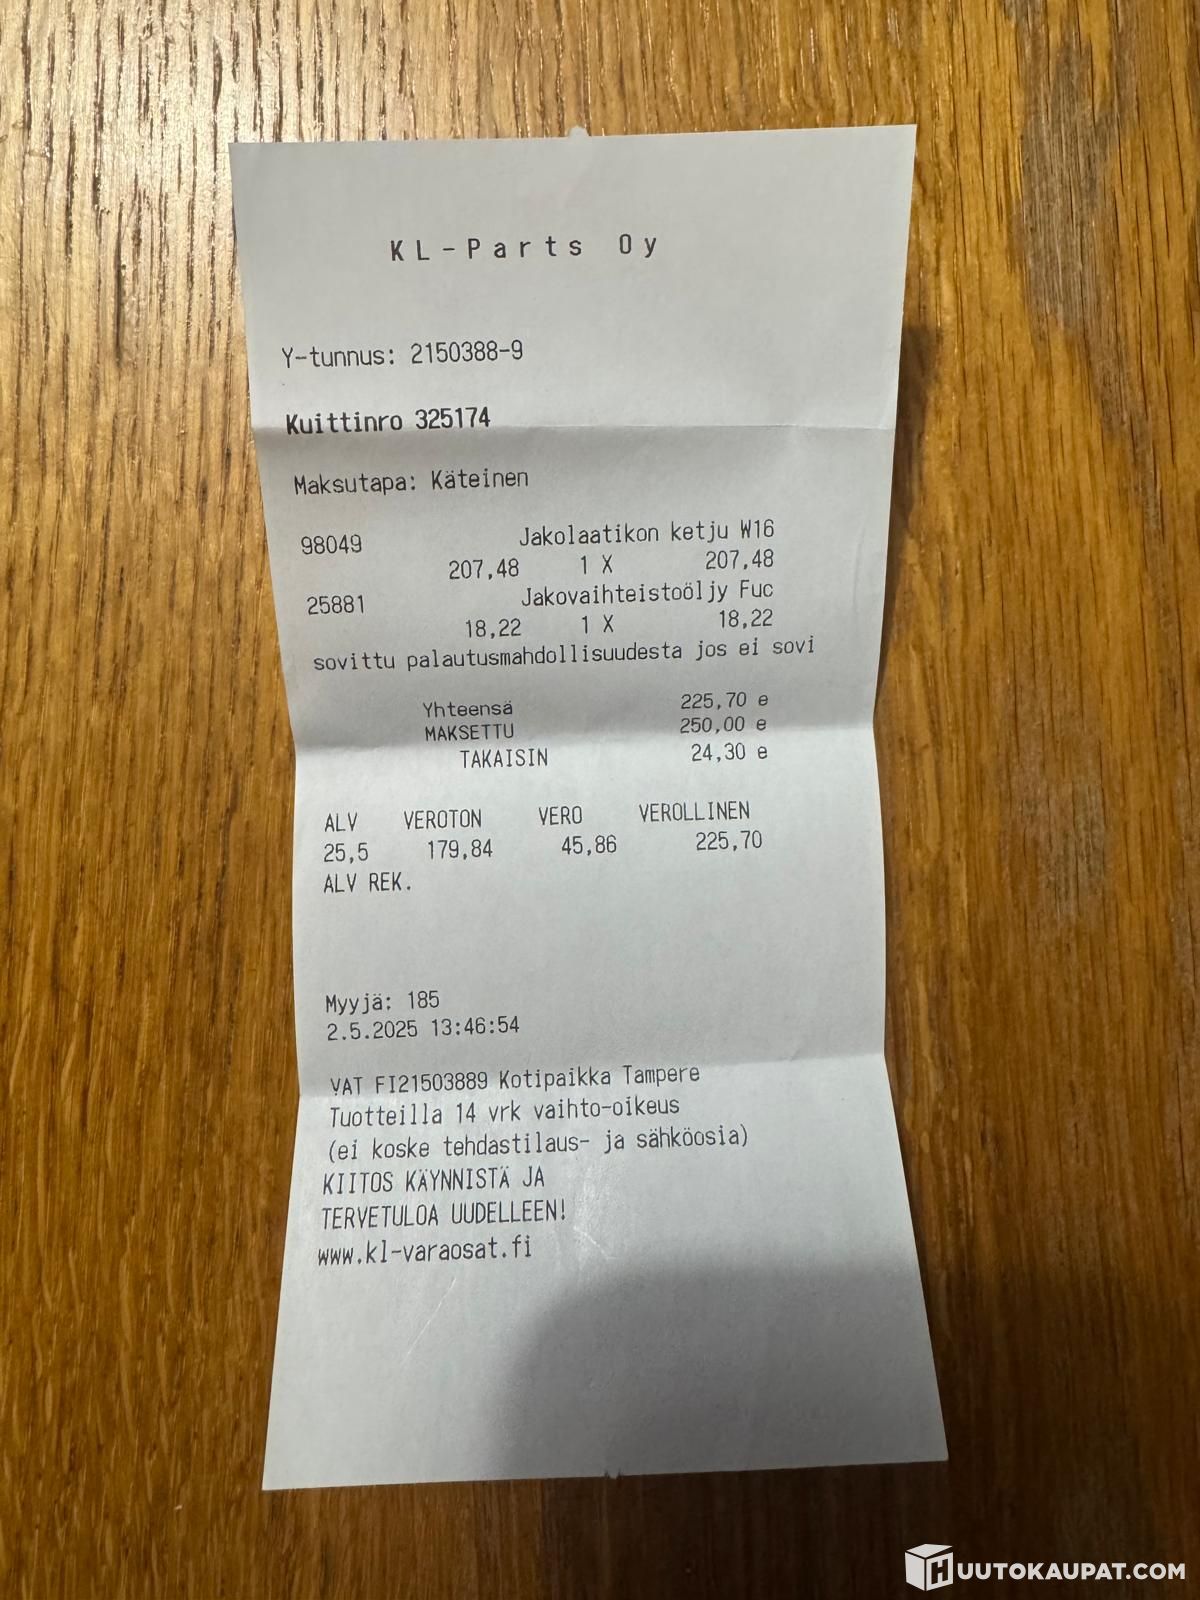 KL-Parts Oy
Y-tunnus: 2150388-9
Kuittinro 325174
Maksutapa: Käteinen
98049 Jakolaatikon ketju W16
207,48 1 X 207,48
25881 Jakovaihteistoöljy Fuc
18,22 1 X 18,22
sovittu palautusmahdollisuudesta jos ei sovi
Yhteensä 225,70 e
MAKSETTU 250,00 e
TAKAISIN 24,30 e
ALV VEROTON VERO VEROLLINEN
25,5 179,84 45,86 225,70
ALV REK.
Myyjä: 185
2.5.2025 13:46:54
VAT FI21503889 Kotipaikka Tampere
Tuotteilla 14 vrk vaihto-oikeus
(ei koske tehdastilaus- ja sähköosia)
KIITOS KÄYNNISTÄ JA
TERVETULOA UUDELLEEN!
www.kl-varaosat.fi
HUUTOKAUPAT.COM